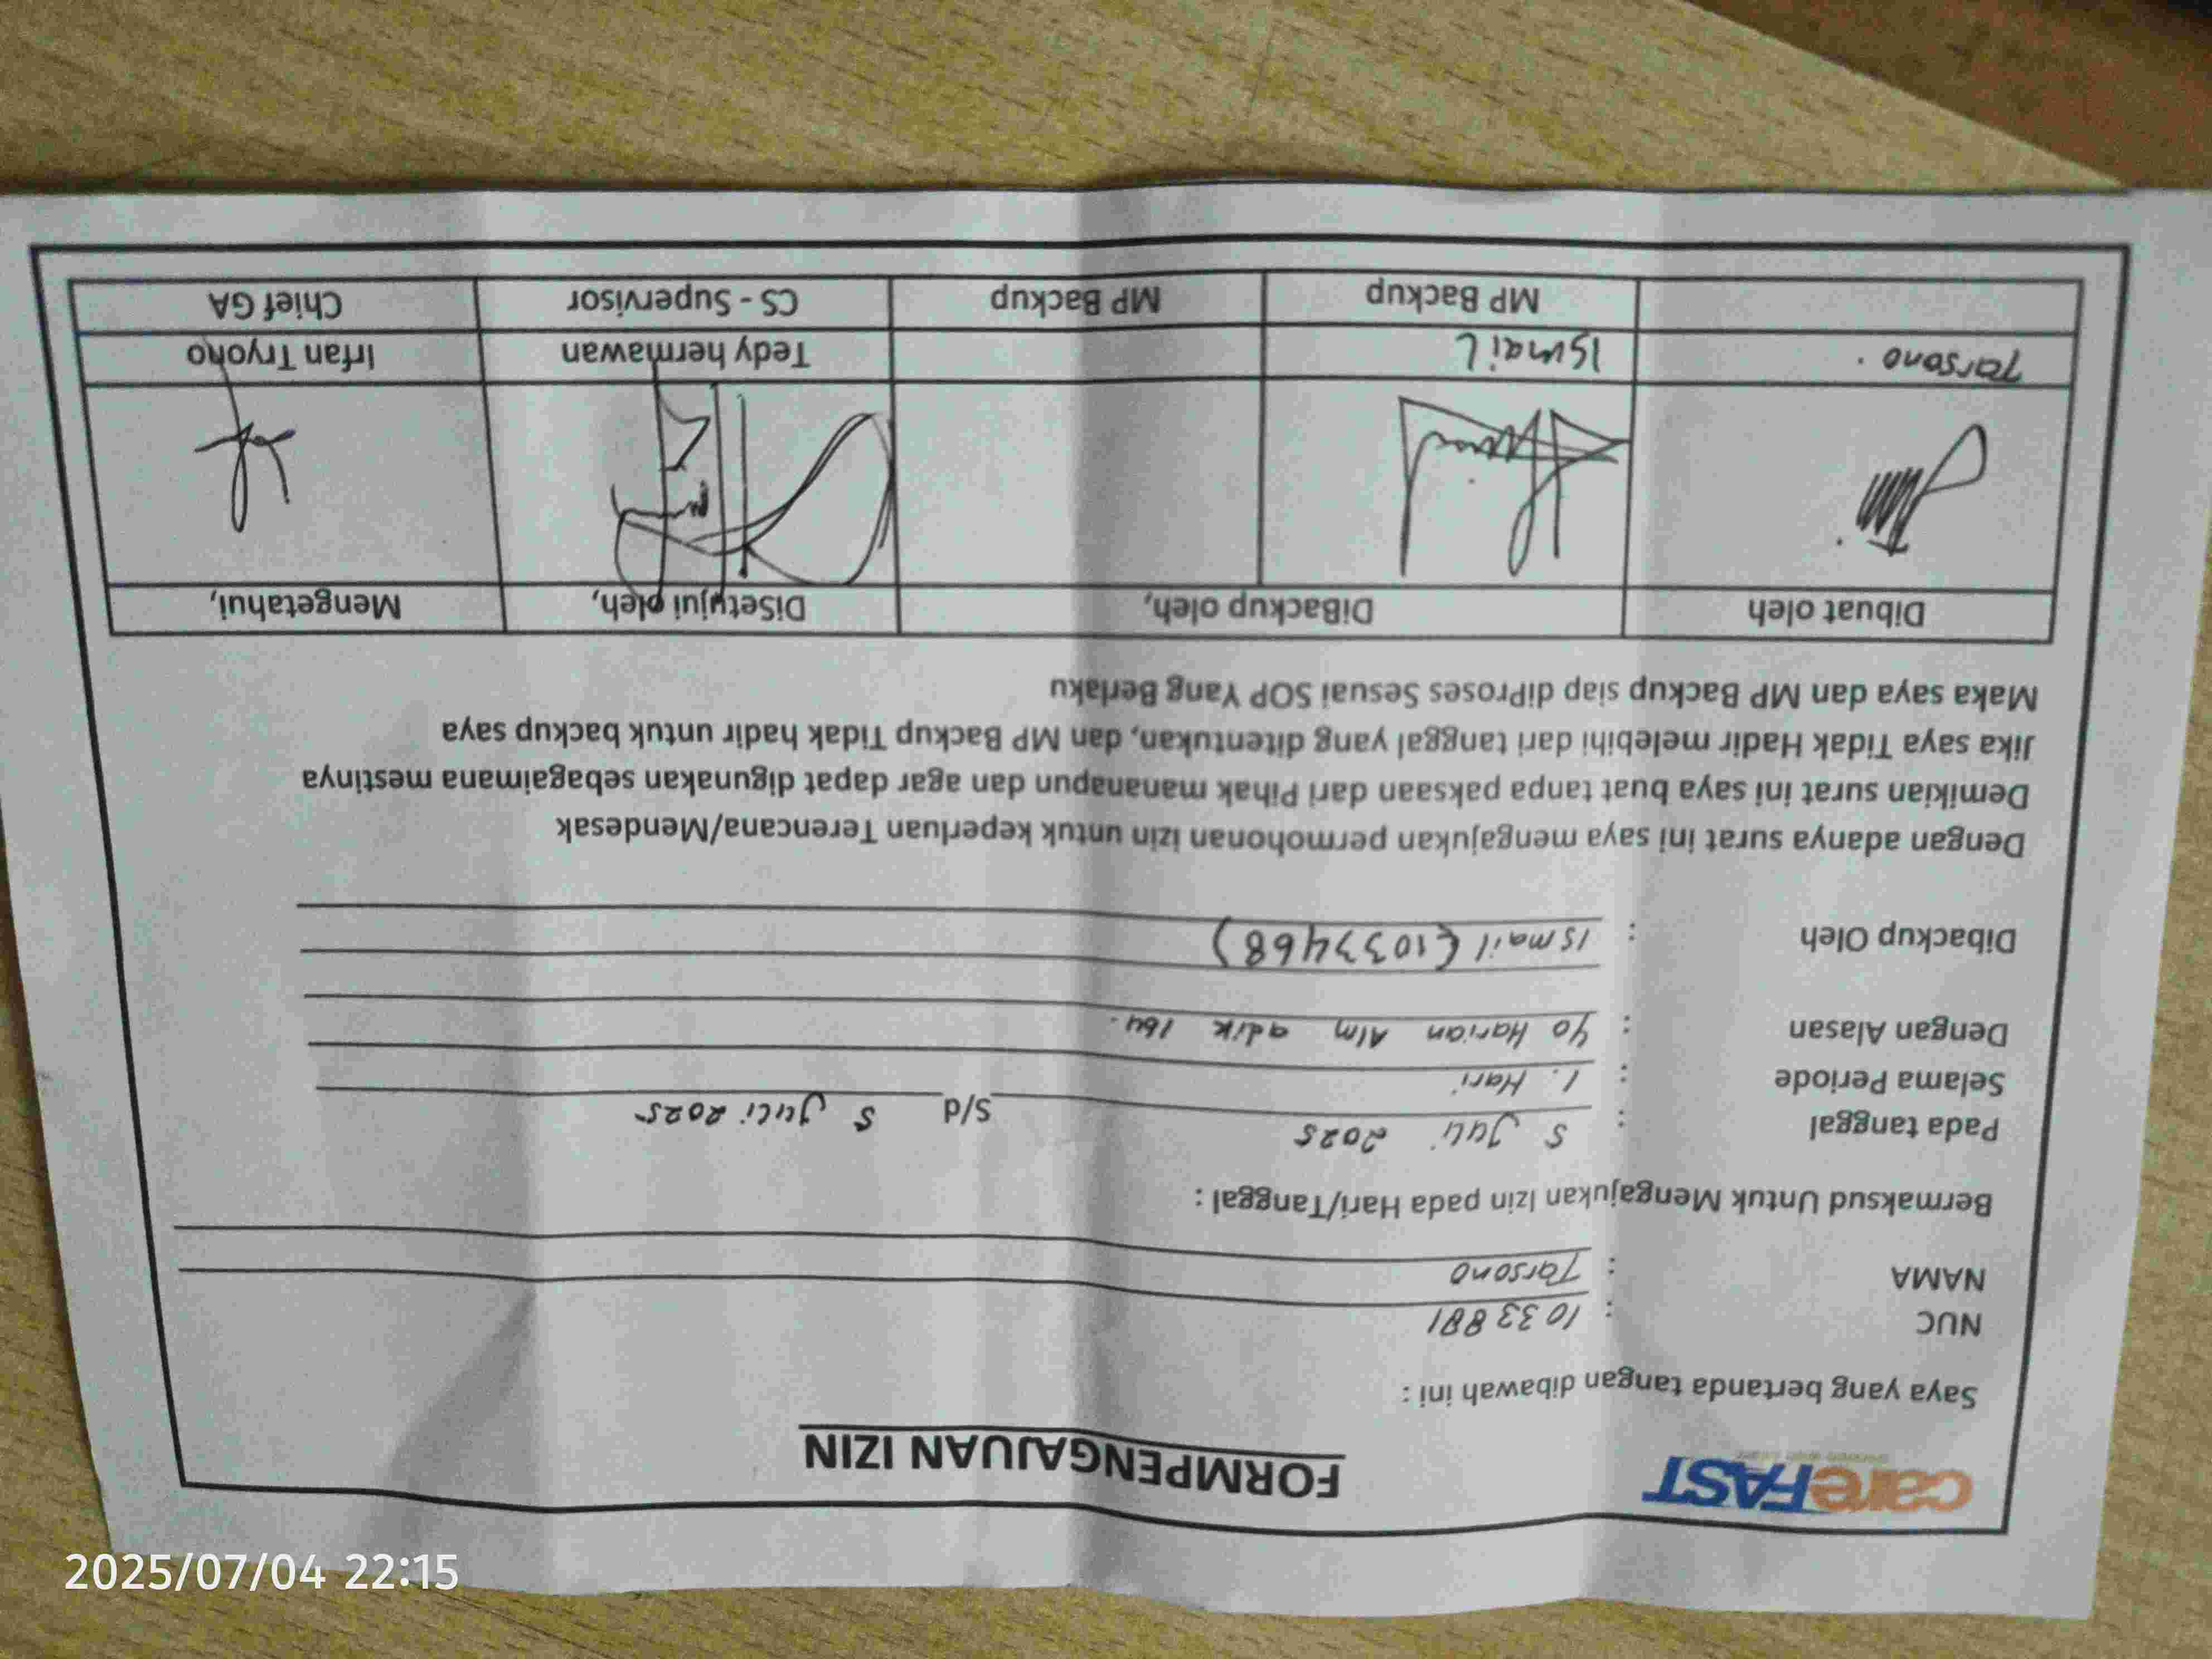 careFAST
FORMPENGAJUAN IZIN
Saya yang bertanda tangan dibawah ini :
NUC : 1033881
NAMA : Tarsono
Bermaksud Untuk Mengajukan Izin pada Hari/Tanggal :
Pada tanggal : 5 Juli 2025 S/d 5 Juli 2025
Selama Periode : 1. Hari
Dengan Alasan : 40 Harian Alm adik Ibu.
Dibackup Oleh : Ismail (1037468)
Dengan adanya surat ini saya mengajukan permohonan izin untuk keperluan Terencana/Mendesak
Demikian surat ini saya buat tanpa paksaan dari Pihak mananapun dan agar dapat digunakan sebagaimana mestinya
Jika saya Tidak Hadir melebihi dari tanggal yang ditentukan, dan MP Backup Tidak hadir untuk backup saya
Maka saya dan MP Backup siap diProses Sesuai SOP Yang Berlaku
Dibuat oleh DiBackup oleh, DiSetujui oleh, Mengetahui,
Tarsono . Ismail Tedy hermawan Irfan Tryono
MP Backup MP Backup CS - Supervisor Chief GA
2025/07/04 22:15